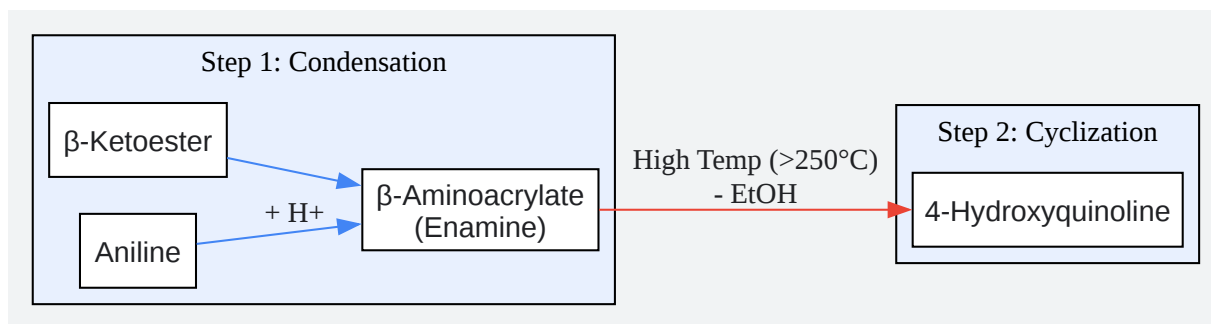 Step 1: Condensation
β-Ketoester
Aniline
+ H+
β-Aminoacrylate
(Enamine)
High Temp (>250°C)
- EtOH
Step 2: Cyclization
4-Hydroxyquinoline